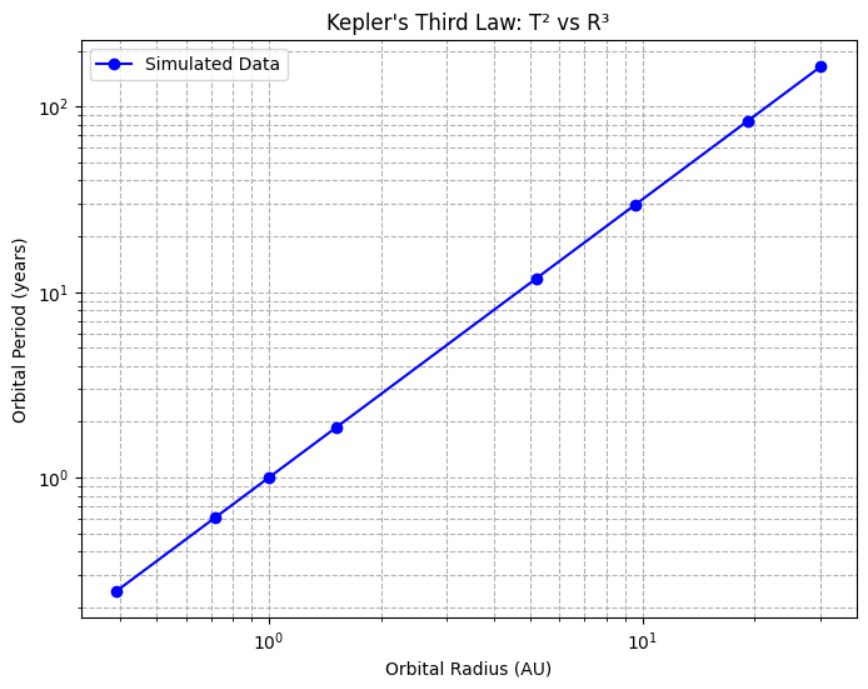 Kepler's Third Law: T² vs R³
Simulated Data
Orbital Period (years)
10²
10¹
10⁰
10⁰
10¹
Orbital Radius (AU)